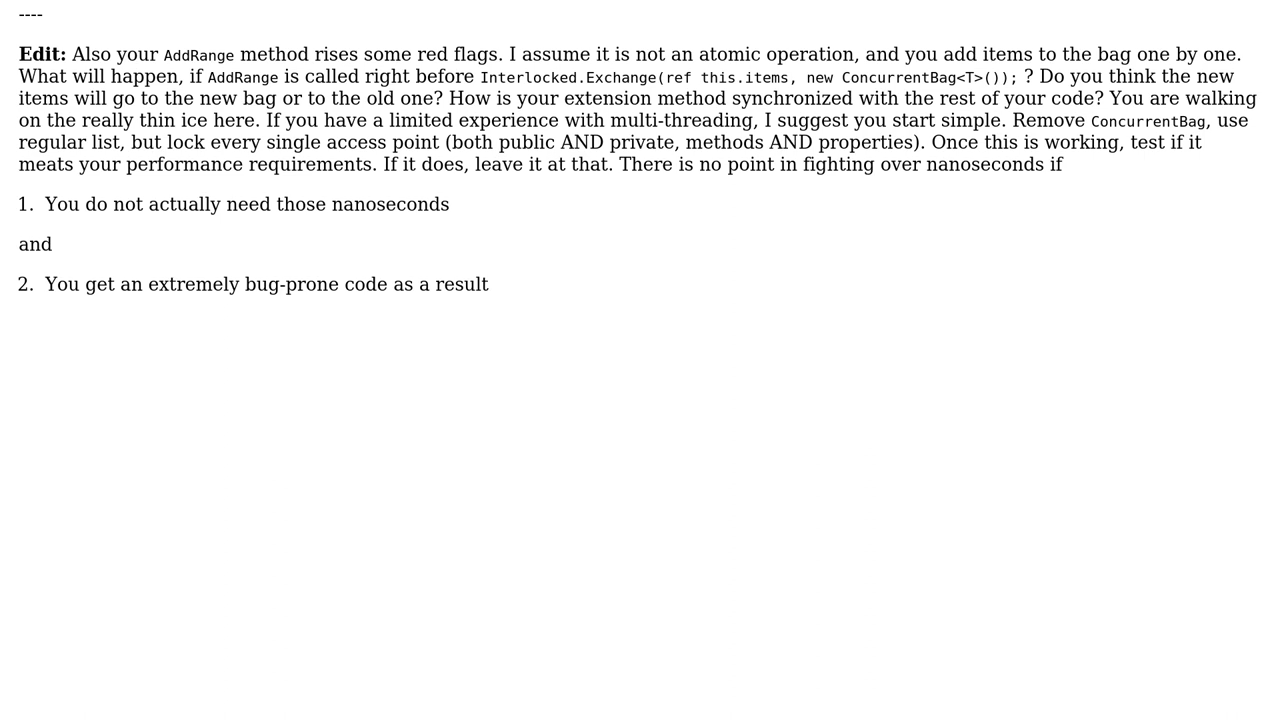 ----
Edit: Also your AddRange method rises some red flags. I assume it is not an atomic operation, and you add items to the bag one by one.
What will happen, if AddRange is called right before Interlocked.Exchange(ref this.items, new ConcurrentBag<T>()); ? Do you think the new
items will go to the new bag or to the old one? How is your extension method synchronized with the rest of your code? You are walking
on the really thin ice here. If you have a limited experience with multi-threading, I suggest you start simple. Remove ConcurrentBag, use
regular list, but lock every single access point (both public AND private, methods AND properties). Once this is working, test if it
meats your performance requirements. If it does, leave it at that. There is no point in fighting over nanoseconds if
1. You do not actually need those nanoseconds
and
2. You get an extremely bug-prone code as a result